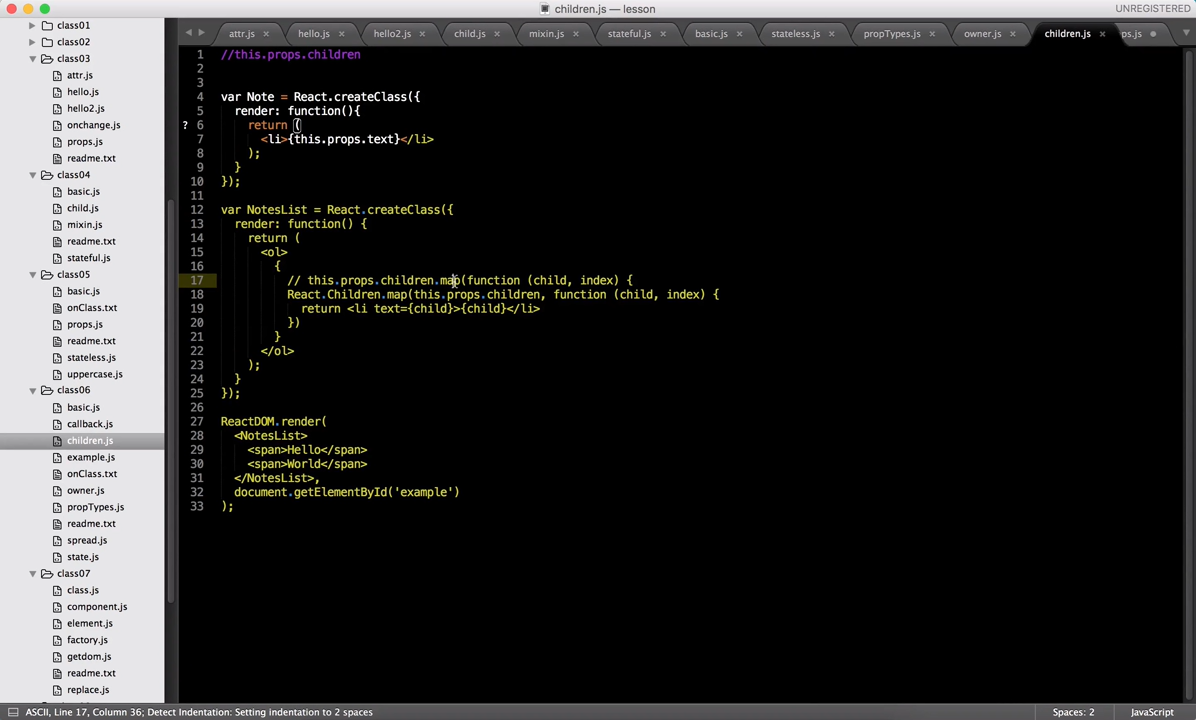 children.js — lesson
UNREGISTERED
class01
class02
class03
attr.js
hello.js
hello2.js
onchange.js
props.js
readme.txt
class04
basic.js
child.js
mixin.js
readme.txt
stateful.js
class05
basic.js
onClass.txt
props.js
readme.txt
stateless.js
uppercase.js
class06
basic.js
callback.js
children.js
example.js
onClass.txt
owner.js
propTypes.js
readme.txt
spread.js
state.js
class07
class.js
component.js
element.js
factory.js
getdom.js
readme.txt
replace.js
attr.js × hello.js × hello2.js × child.js × mixin.js × stateful.js × basic.js × stateless.js × propTypes.js × owner.js × children.js × ps.js
1 //this.props.children
2
3
4 var Note = React.createClass({
5 render: function(){
? 6 return (
7 <li>{this.props.text}</li>
8 );
9 }
10 });
11
12 var NotesList = React.createClass({
13 render: function() {
14 return (
15 <ol>
16 {
17 // this.props.children.map(function (child, index) {
18 React.Children.map(this.props.children, function (child, index) {
19 return <li text={child}>{child}</li>
20 })
21 }
22 </ol>
23 );
24 }
25 });
26
27 ReactDOM.render(
28 <NotesList>
29 <span>Hello</span>
30 <span>World</span>
31 </NotesList>,
32 document.getElementById('example')
33 );
ASCII, Line 17, Column 36; Detect Indentation: Setting indentation to 2 spaces
Spaces: 2
JavaScript